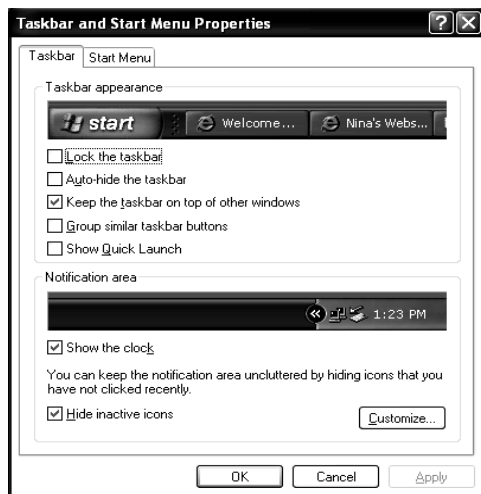 Taskbar and Start Menu Properties
Taskbar Start Menu
Taskbar appearance
start Welcome... Nina's Webs...
Lock the taskbar
Auto-hide the taskbar
Keep the taskbar on top of other windows
Group similar taskbar buttons
Show Quick Launch
Notification area
1:23 PM
Show the clock
You can keep the notification area uncluttered by hiding icons that you
have not clicked recently.
Hide inactive icons Customize...
OK Cancel Apply